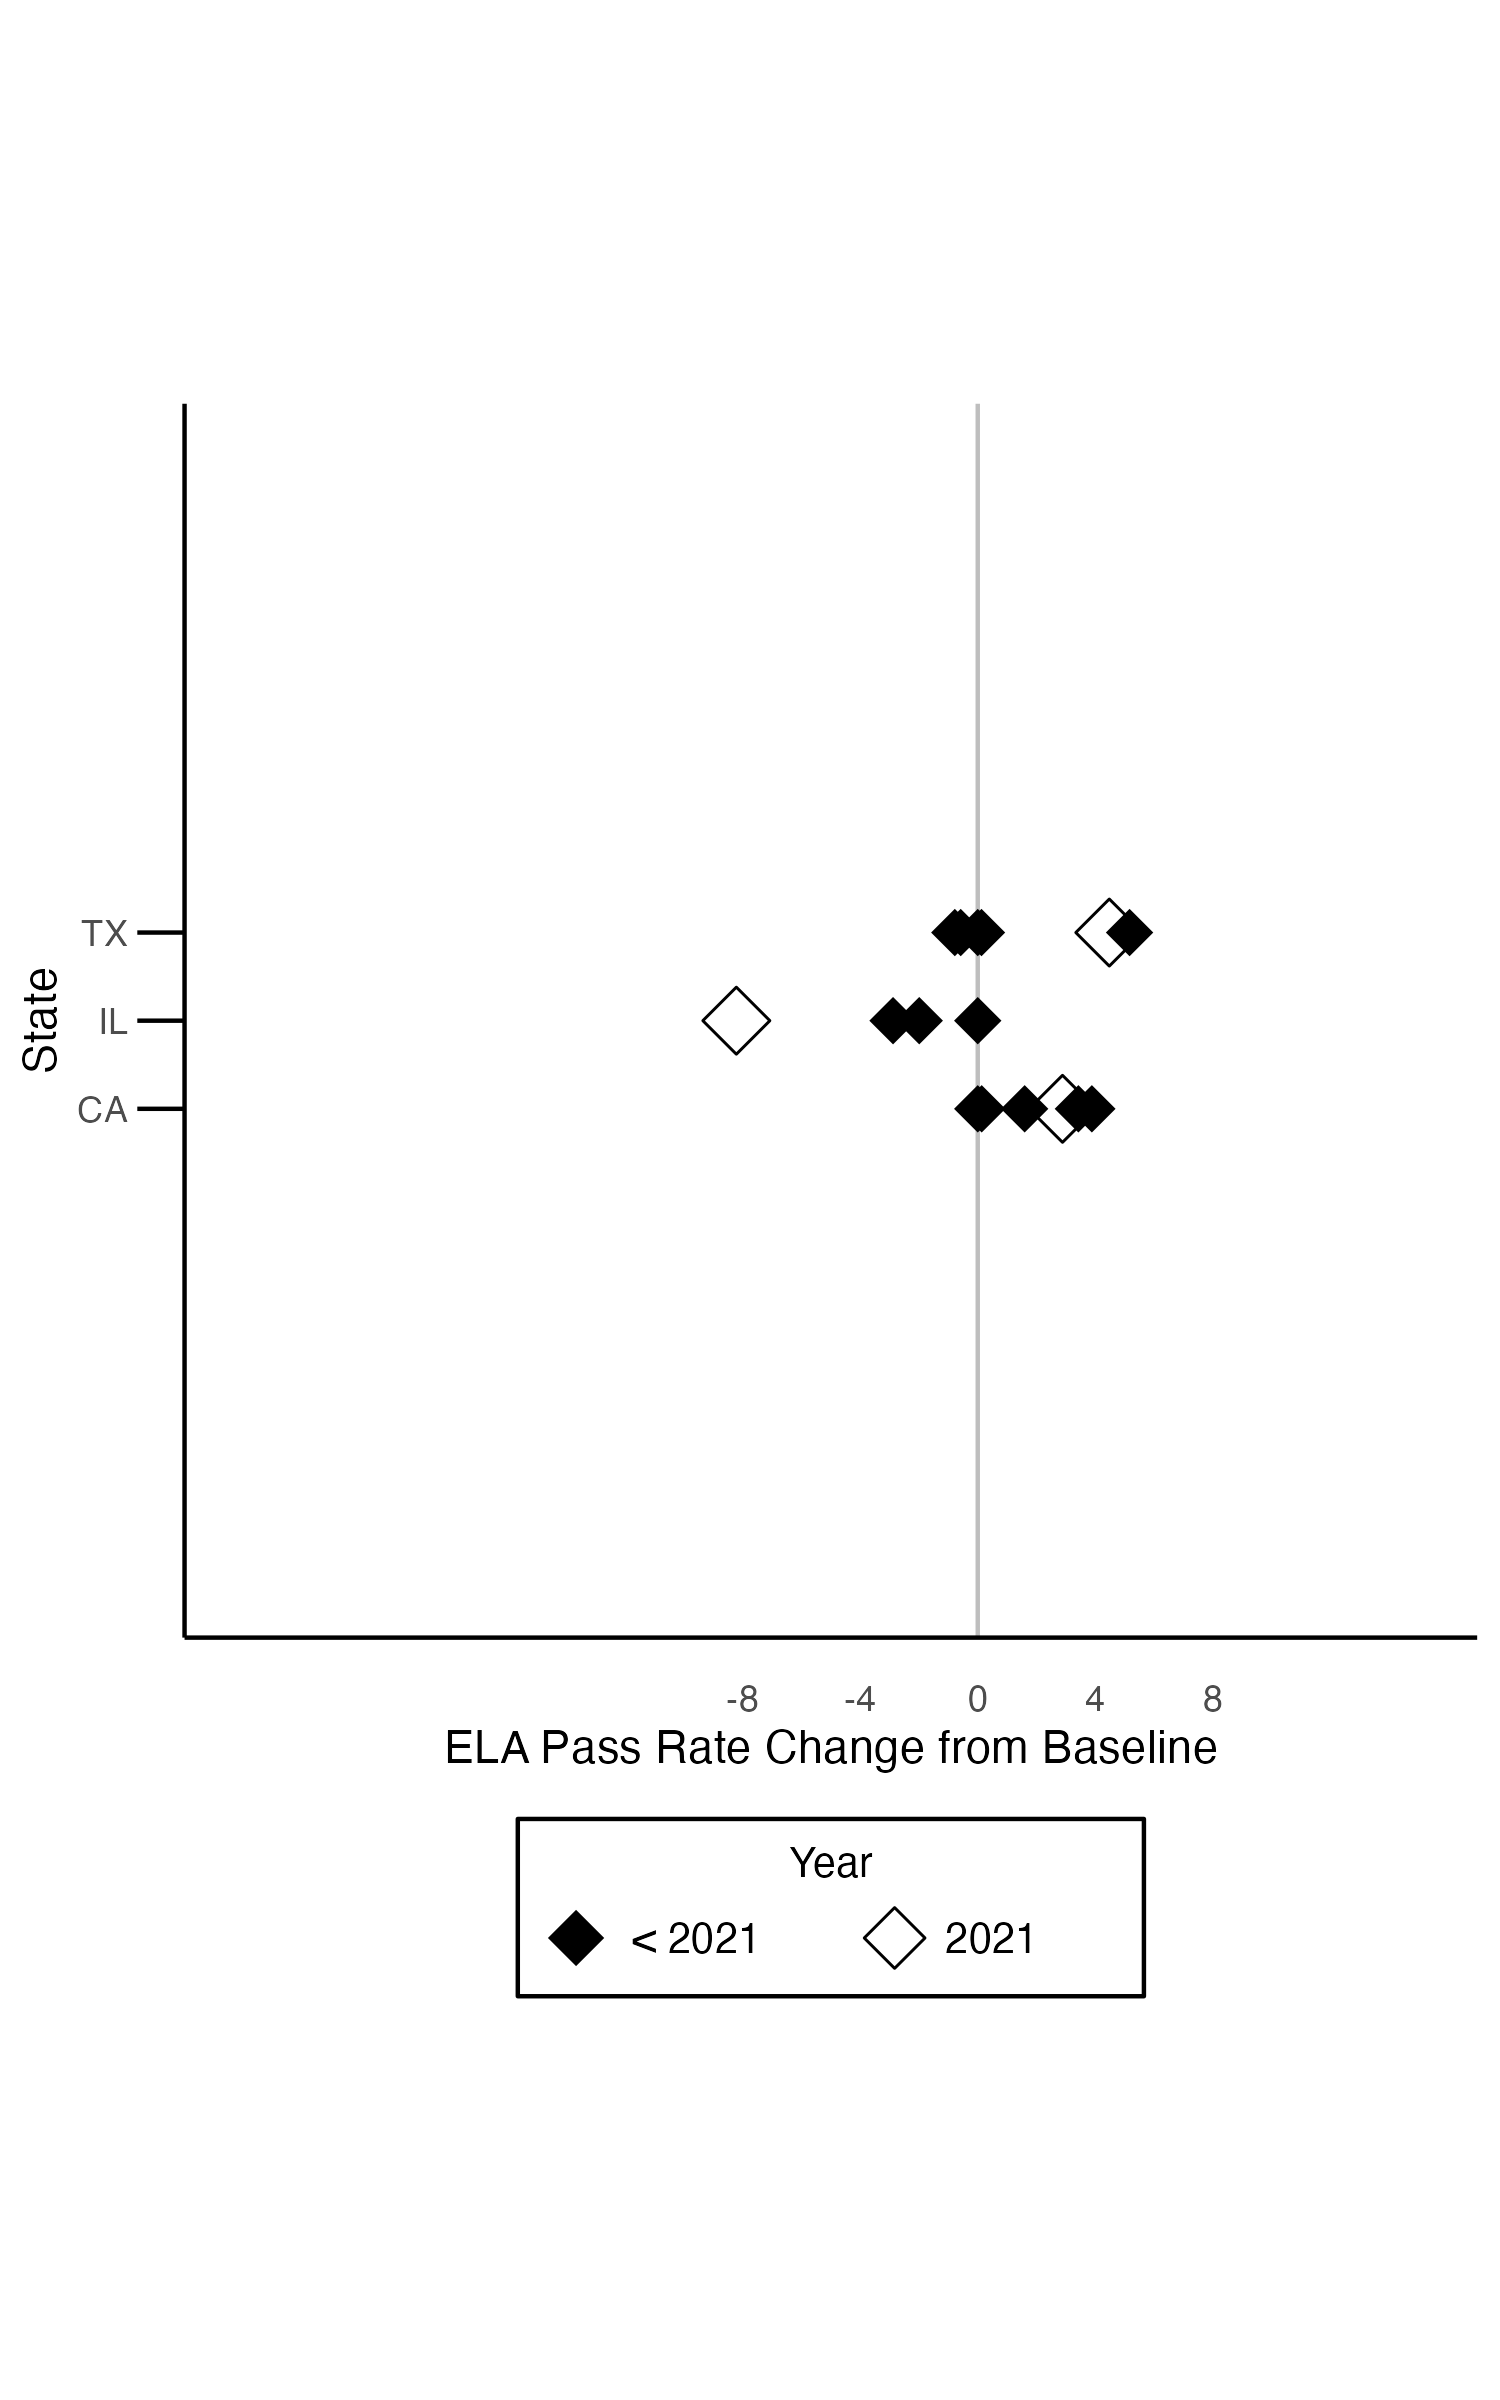 State
TX
IL
CA
-8 -4 0 4 8
ELA Pass Rate Change from Baseline
Year
< 2021 2021